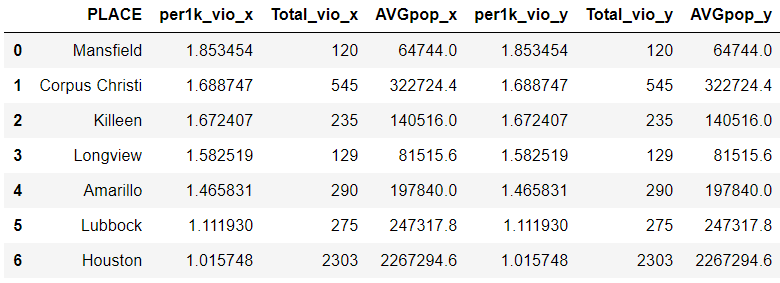 PLACE per1k_vio_x Total_vio_x AVGpop_x per1k_vio_y Total_vio_y AVGpop_y
0 Mansfield 1.853454 120 64744.0 1.853454 120 64744.0
1 Corpus Christi 1.688747 545 322724.4 1.688747 545 322724.4
2 Killeen 1.672407 235 140516.0 1.672407 235 140516.0
3 Longview 1.582519 129 81515.6 1.582519 129 81515.6
4 Amarillo 1.465831 290 197840.0 1.465831 290 197840.0
5 Lubbock 1.111930 275 247317.8 1.111930 275 247317.8
6 Houston 1.015748 2303 2267294.6 1.015748 2303 2267294.6